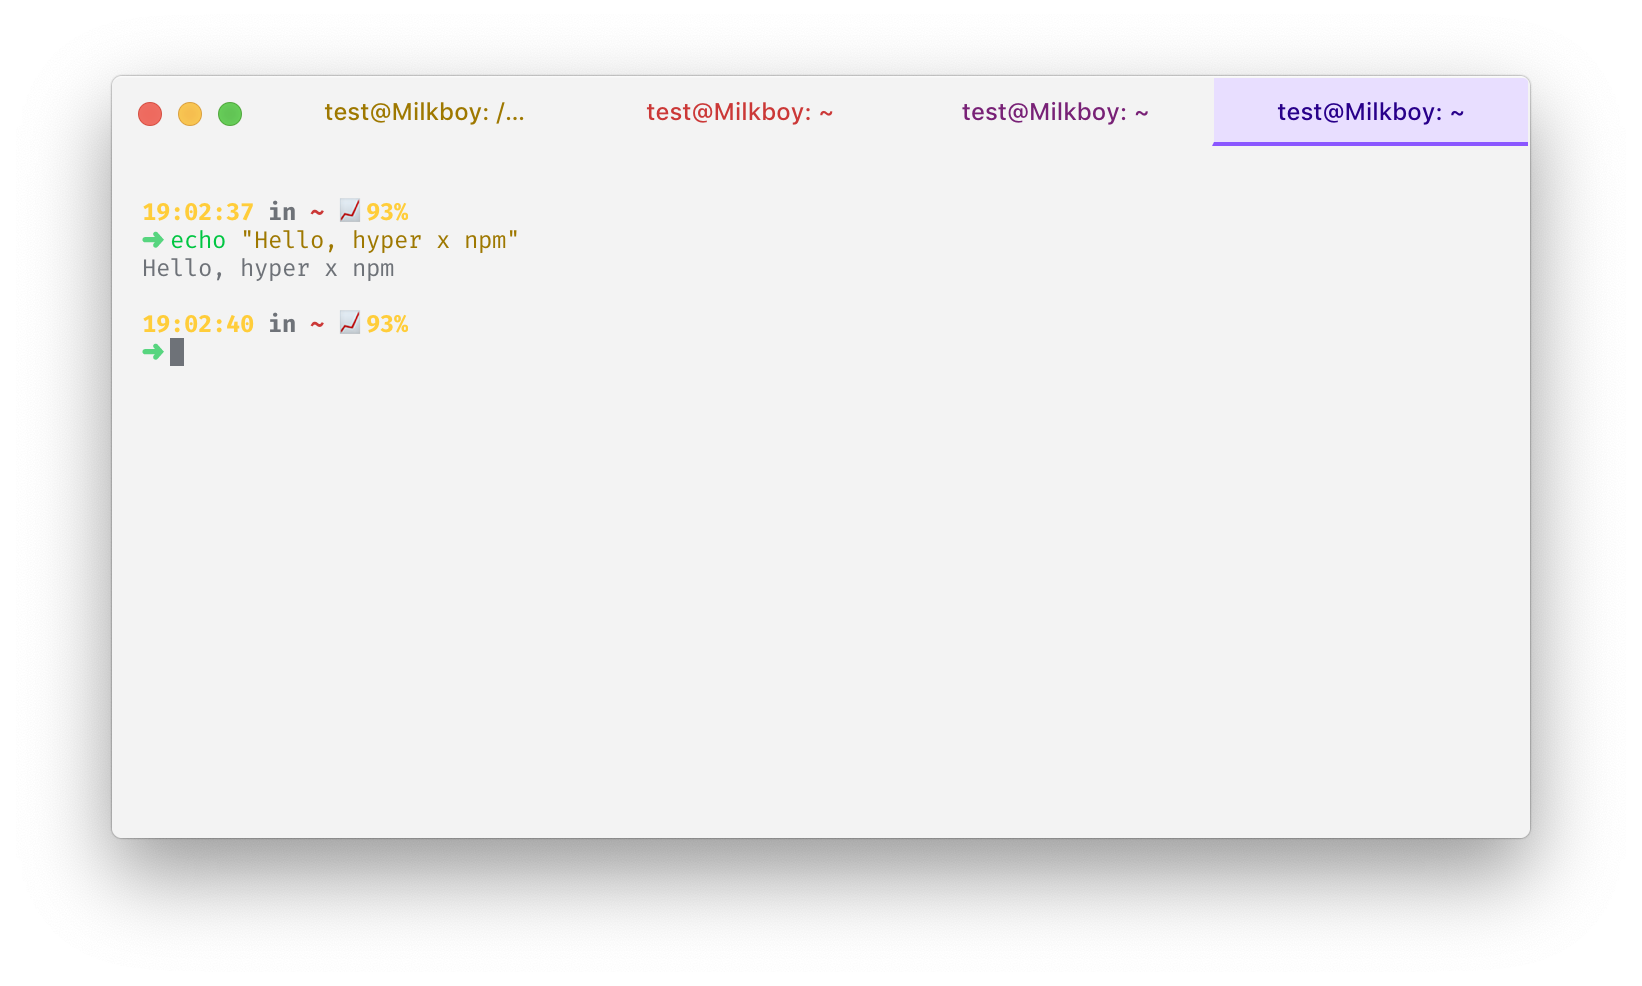 test@Milkboy: /... test@Milkboy: ~ test@Milkboy: ~ test@Milkboy: ~
19:02:37 in ~ 📈93%
➜ echo "Hello, hyper x npm"
Hello, hyper x npm
19:02:40 in ~ 📈93%
➜